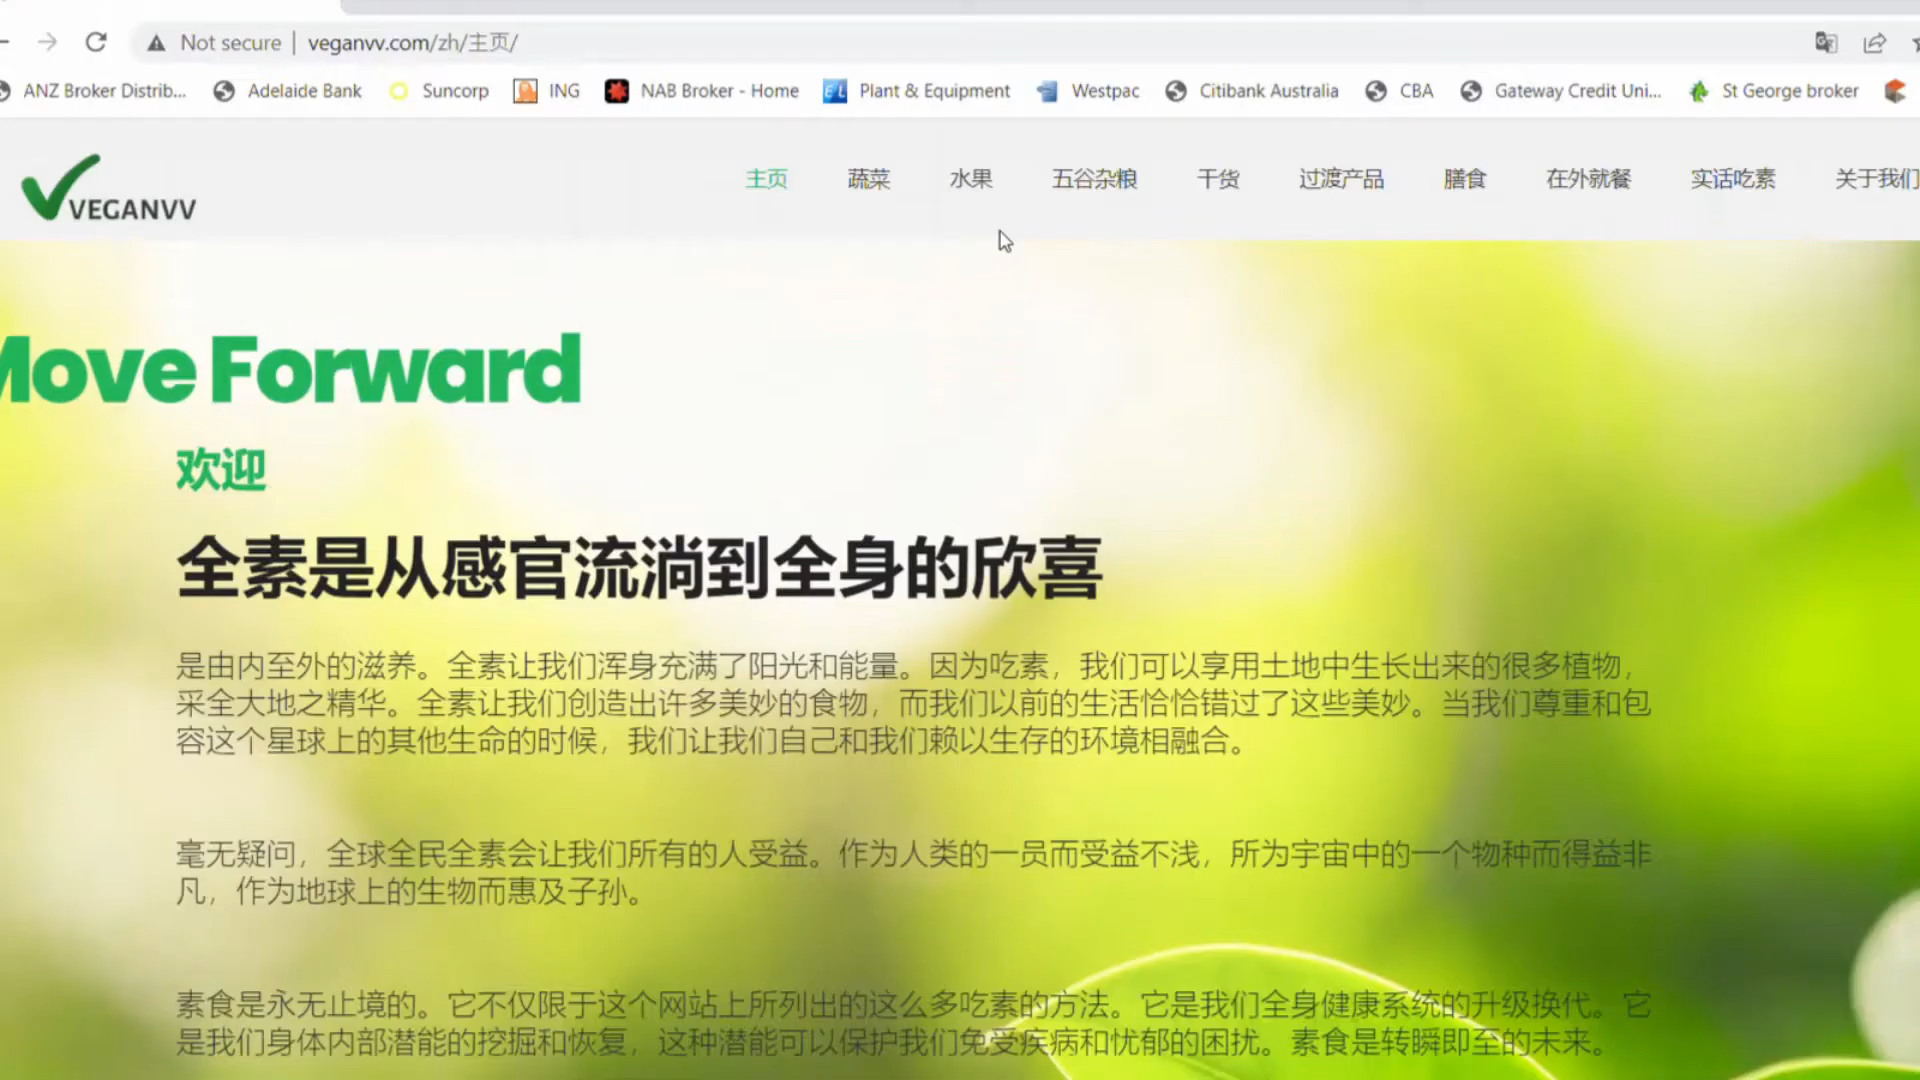 Not secure | veganvv.com/zh/主页/
ANZ Broker Distrib... Adelaide Bank Suncorp ING NAB Broker - Home Plant & Equipment Westpac Citibank Australia CBA Gateway Credit Uni... St George broker
VEGANVV 主页 蔬菜 水果 五谷杂粮 干货 过渡产品 膳食 在外就餐 实话吃素 关于我们
Move Forward
欢迎
全素是从感官流淌到全身的欣喜
是由内至外的滋养。全素让我们浑身充满了阳光和能量。因为吃素，我们可以享用土地中生长出来的很多植物，
采全大地之精华。全素让我们创造出许多美妙的食物，而我们以前的生活恰恰错过了这些美妙。当我们尊重和包
容这个星球上的其他生命的时候，我们让我们自己和我们赖以生存的环境相融合。
毫无疑问，全球全民全素会让我们所有的人受益。作为人类的一员而受益不浅，所为宇宙中的一个物种而得益非
凡，作为地球上的生物而惠及子孙。
素食是永无止境的。它不仅限于这个网站上所列出的这么多吃素的方法。它是我们全身健康系统的升级换代。它
是我们身体内部潜能的挖掘和恢复，这种潜能可以保护我们免受疾病和忧郁的困扰。素食是转瞬即至的未来。